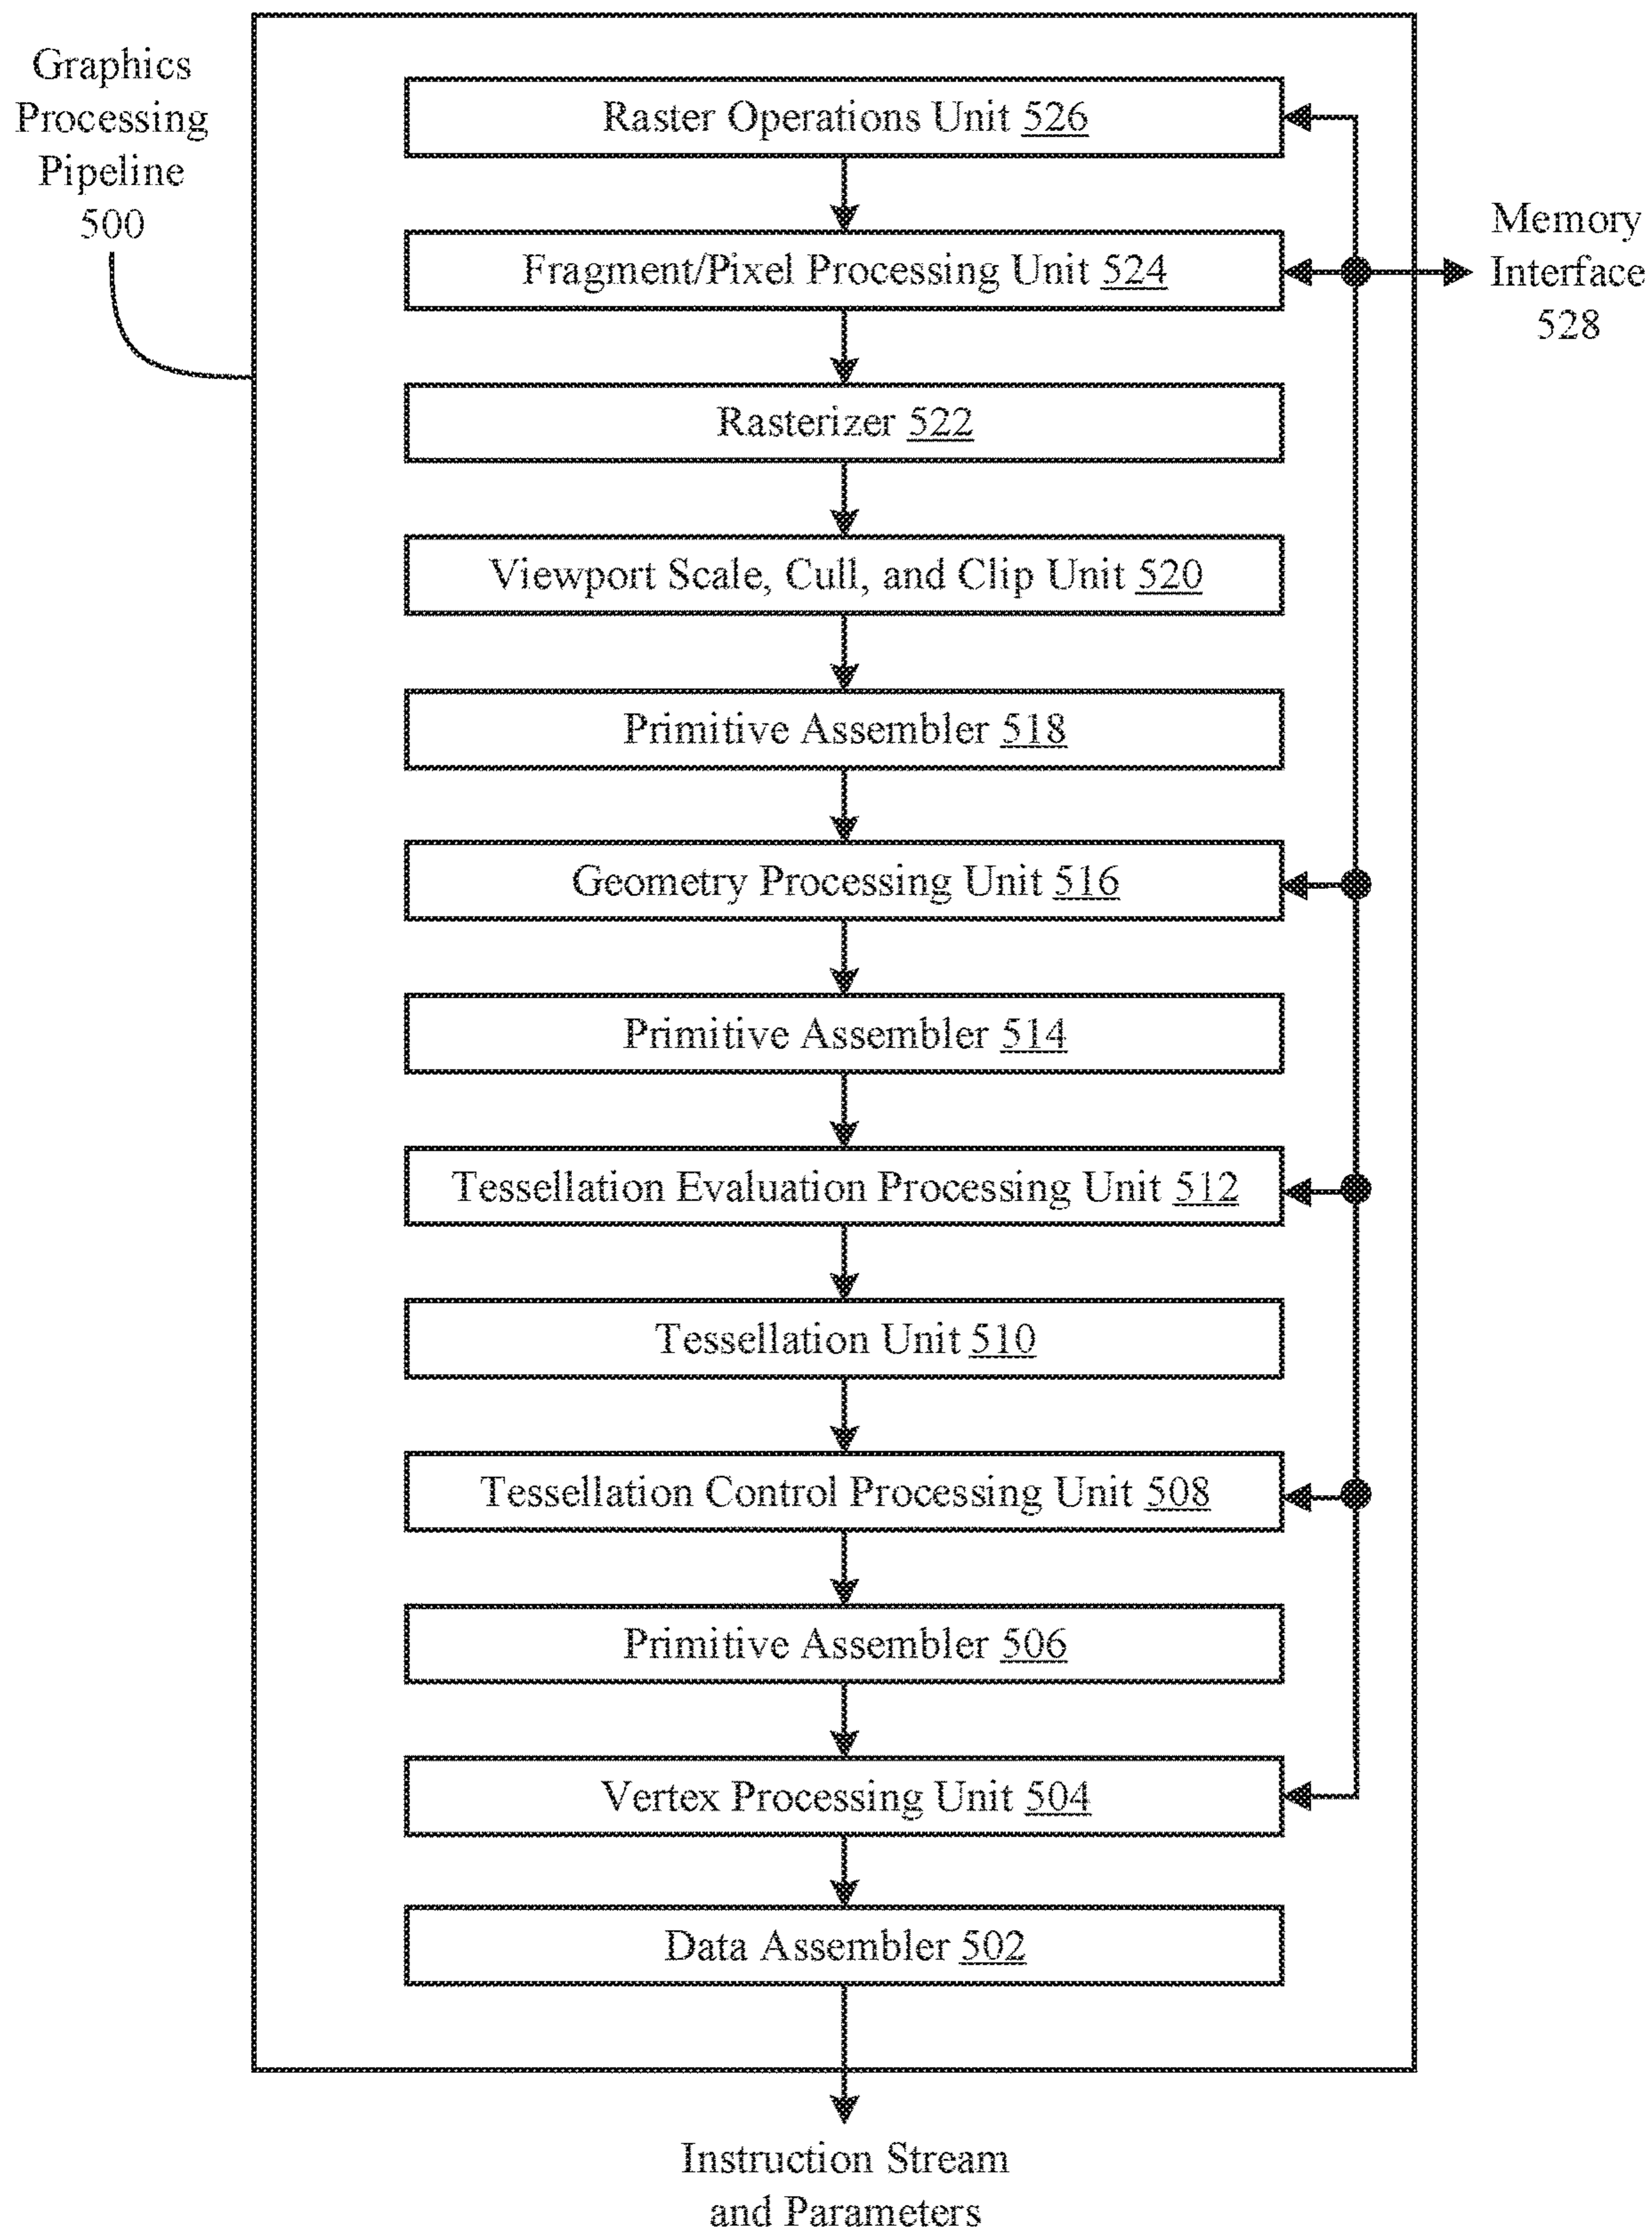 Graphics
Processing
Pipeline
500
Raster Operations Unit 526
Fragment/Pixel Processing Unit 524
Memory
Interface
528
Rasterizer 522
Viewport Scale, Cull, and Clip Unit 520
Primitive Assembler 518
Geometry Processing Unit 516
Primitive Assembler 514
Tessellation Evaluation Processing Unit 512
Tessellation Unit 510
Tessellation Control Processing Unit 508
Primitive Assembler 506
Vertex Processing Unit 504
Data Assembler 502
Instruction Stream
and Parameters